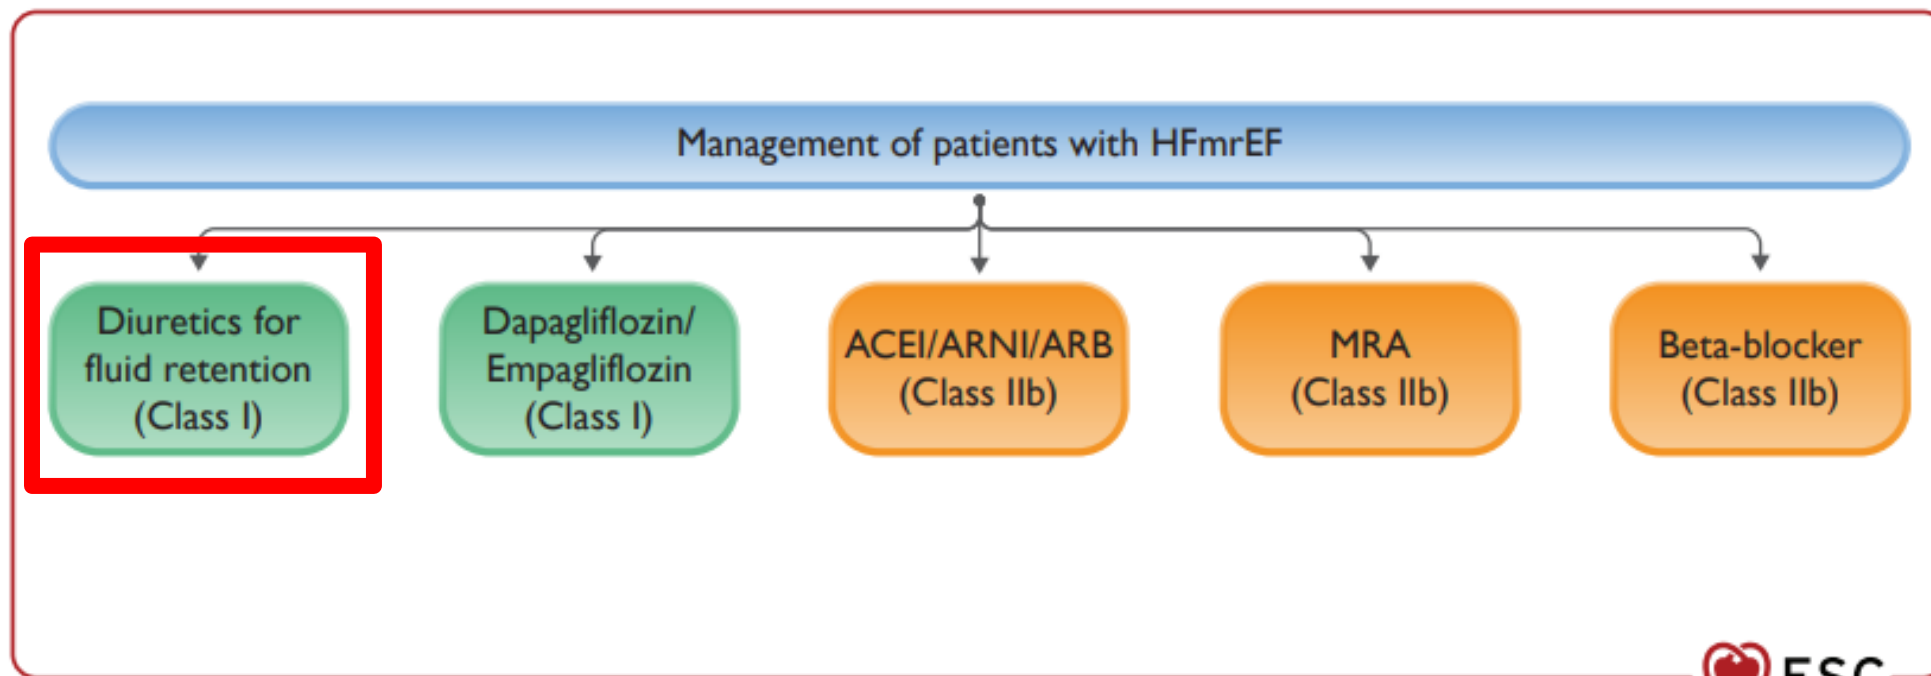 Management of patients with HFmrEF
Diuretics for
fluid retention
(Class I)
Dapagliflozin/
Empagliflozin
(Class I)
ACEI/ARNI/ARB
(Class IIb)
MRA
(Class IIb)
Beta-blocker
(Class IIb)
ESC